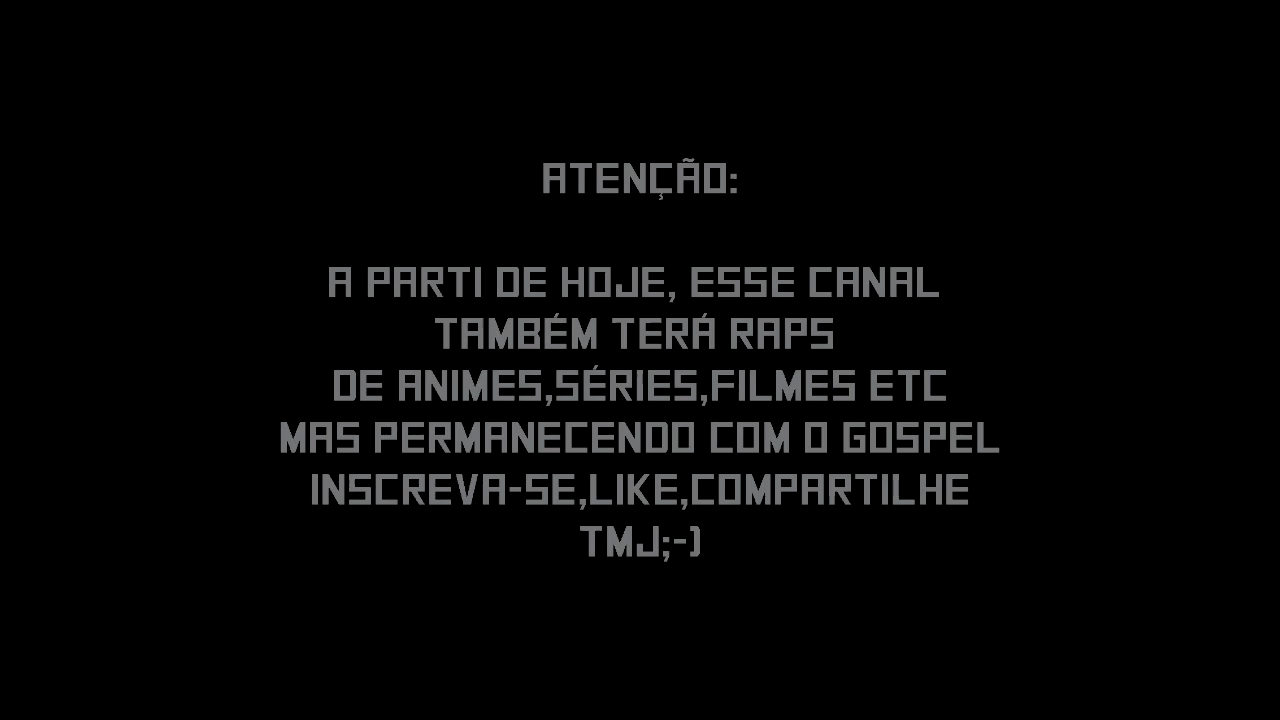 ATENÇÃO:
A PARTI DE HOJE, ESSE CANAL
TAMBÉM TERÁ RAPS
DE ANIMES,SÉRIES,FILMES ETC
MAS PERMANECENDO COM O GOSPEL
INSCREVA-SE,LIKE,COMPARTILHE
TMJ;-)